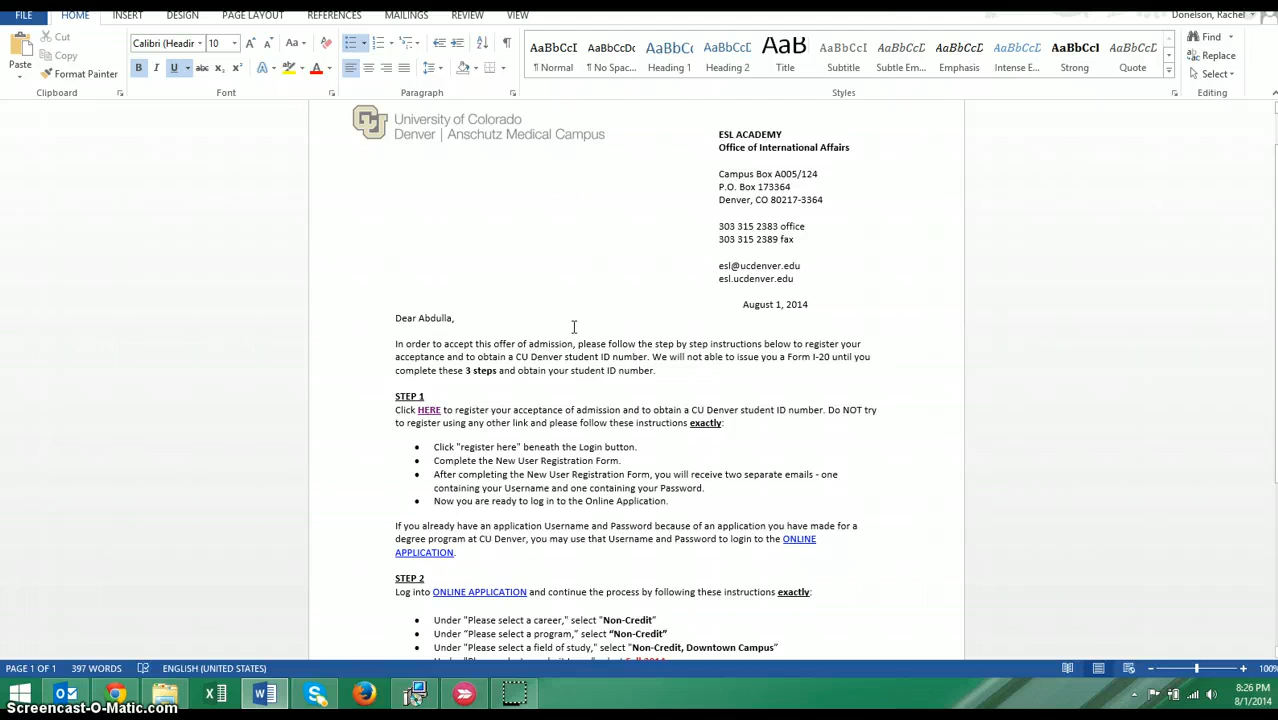 FILE HOME INSERT DESIGN PAGE LAYOUT REFERENCES MAILINGS REVIEW VIEW Donelson, Rachel
Cut Calibri (Headir 10 Aa AaBbCcI AaBbCcDc AaBbCc AaBbCcD AaB AaBbCcD AaBbCcD AaBbCcD AaBbCcD AaBbCcI AaBbCcD Find
Copy Replace
Paste Format Painter B I U abc x2 x2 A A ¶ Normal ¶ No Spac... Heading 1 Heading 2 Title Subtitle Subtle Em... Emphasis Intense E... Strong Quote Select
Clipboard Font Paragraph Styles Editing
University of Colorado
Denver | Anschutz Medical Campus
ESL ACADEMY
Office of International Affairs
Campus Box A005/124
P.O. Box 173364
Denver, CO 80217-3364
303 315 2383 office
303 315 2389 fax
esl@ucdenver.edu
esl.ucdenver.edu
August 1, 2014
Dear Abdulla,
In order to accept this offer of admission, please follow the step by step instructions below to register your
acceptance and to obtain a CU Denver student ID number. We will not able to issue you a Form I-20 until you
complete these 3 steps and obtain your student ID number.
STEP 1
Click HERE to register your acceptance of admission and to obtain a CU Denver student ID number. Do NOT try
to register using any other link and please follow these instructions exactly:
• Click "register here" beneath the Login button.
• Complete the New User Registration Form.
• After completing the New User Registration Form, you will receive two separate emails - one
containing your Username and one containing your Password.
• Now you are ready to log in to the Online Application.
If you already have an application Username and Password because of an application you have made for a
degree program at CU Denver, you may use that Username and Password to login to the ONLINE
APPLICATION.
STEP 2
Log into ONLINE APPLICATION and continue the process by following these instructions exactly:
• Under "Please select a career," select "Non-Credit"
• Under "Please select a program," select "Non-Credit"
• Under "Please select a field of study," select "Non-Credit, Downtown Campus"
PAGE 1 OF 1 397 WORDS ENGLISH (UNITED STATES) 100%
8:26 PM
8/1/2014
Screencast-O-Matic.com